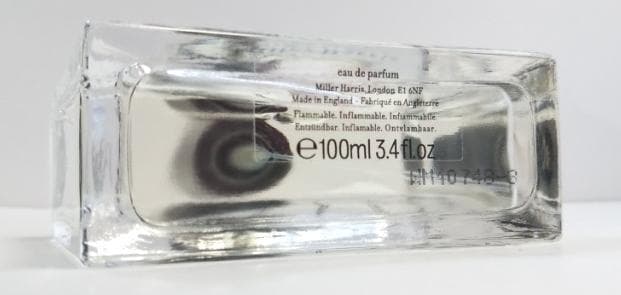 eau de parfum
Miller Harris, London E1 6NF
Made in England - Fabriqué en Angleterre
Flammable. Inflammable. Infiammabile.
Entzündbar. Inflamable. Ontvlambaar.
℮100ml 3.4fl.oz